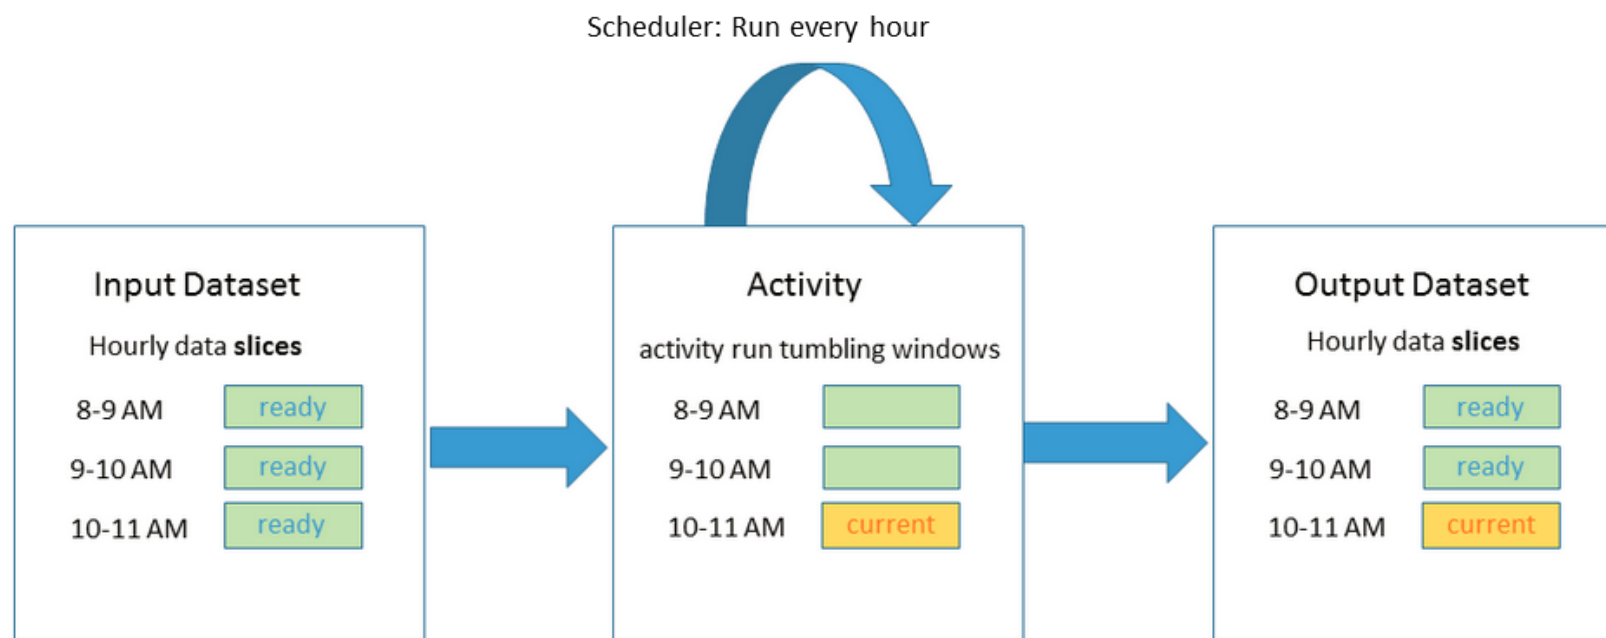 Scheduler: Run every hour
Input Dataset
Hourly data slices
8-9 AM ready
9-10 AM ready
10-11 AM ready
Activity
activity run tumbling windows
8-9 AM
9-10 AM
10-11 AM current
Output Dataset
Hourly data slices
8-9 AM ready
9-10 AM ready
10-11 AM current